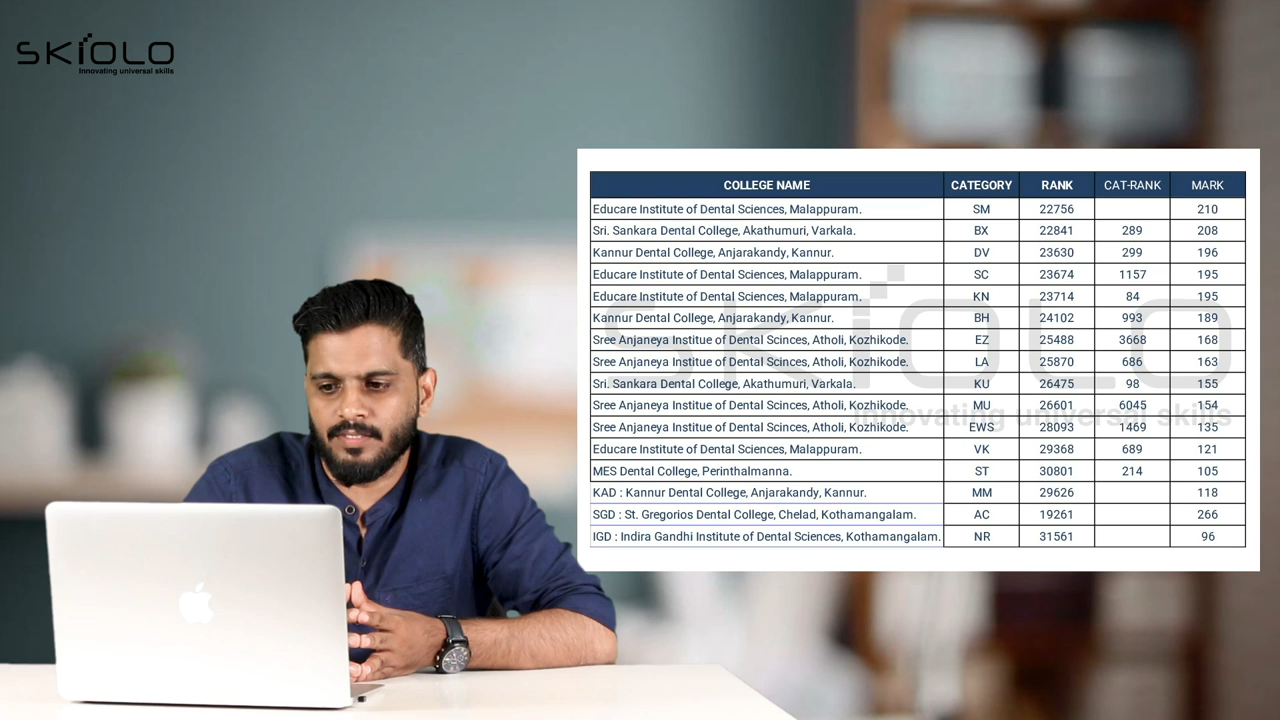 SKIOLO
Innovating universal skills
COLLEGE NAME CATEGORY RANK CAT-RANK MARK
Educare Institute of Dental Sciences, Malappuram. SM 22756 210
Sri. Sankara Dental College, Akathumuri, Varkala. BX 22841 289 208
Kannur Dental College, Anjarakandy, Kannur. DV 23630 299 196
Educare Institute of Dental Sciences, Malappuram. SC 23674 1157 195
Educare Institute of Dental Sciences, Malappuram. KN 23714 84 195
Kannur Dental College, Anjarakandy, Kannur. BH 24102 993 189
Sree Anjaneya Institue of Dental Scinces, Atholi, Kozhikode. EZ 25488 3668 168
Sree Anjaneya Institue of Dental Scinces, Atholi, Kozhikode. LA 25870 686 163
Sri. Sankara Dental College, Akathumuri, Varkala. KU 26475 98 155
Sree Anjaneya Institue of Dental Scinces, Atholi, Kozhikode. MU 26601 6045 154
Sree Anjaneya Institue of Dental Scinces, Atholi, Kozhikode. EWS 28093 1469 135
Educare Institute of Dental Sciences, Malappuram. VK 29368 689 121
MES Dental College, Perinthalmanna. ST 30801 214 105
KAD : Kannur Dental College, Anjarakandy, Kannur. MM 29626 118
SGD : St. Gregorios Dental College, Chelad, Kothamangalam. AC 19261 266
IGD : Indira Gandhi Institute of Dental Sciences, Kothamangalam. NR 31561 96
SKIOLO
Innovating universal skills